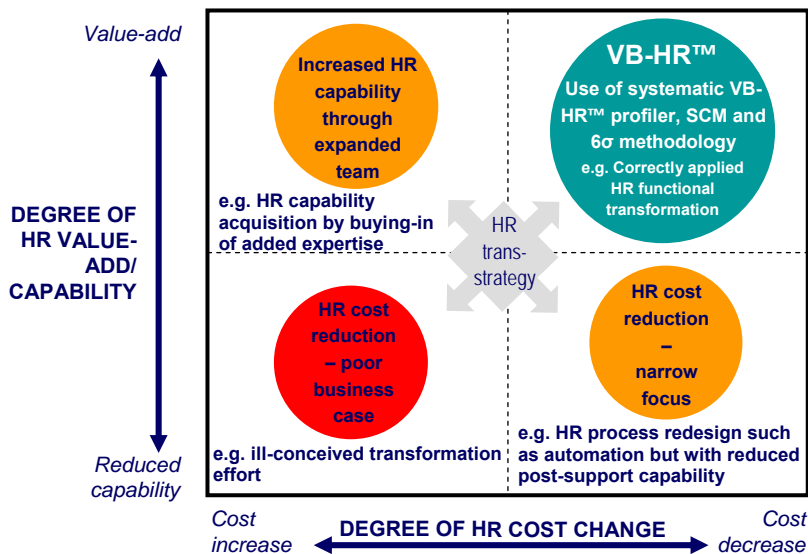 Value-add
DEGREE OF
HR VALUE-
ADD/
CAPABILITY
Reduced
capability
Increased HR
capability
through
expanded
team
e.g. HR capability
acquisition by buying-in
of added expertise
VB-HR™
Use of systematic VB-
HR™ profiler, SCM and
6σ methodology
e.g. Correctly applied
HR functional
transformation
HR
trans-
strategy
HR cost
reduction
– poor
business
case
e.g. ill-conceived transformation
effort
HR cost
reduction
–
narrow
focus
e.g. HR process redesign such
as automation but with reduced
post-support capability
Cost
increase
DEGREE OF HR COST CHANGE
Cost
decrease